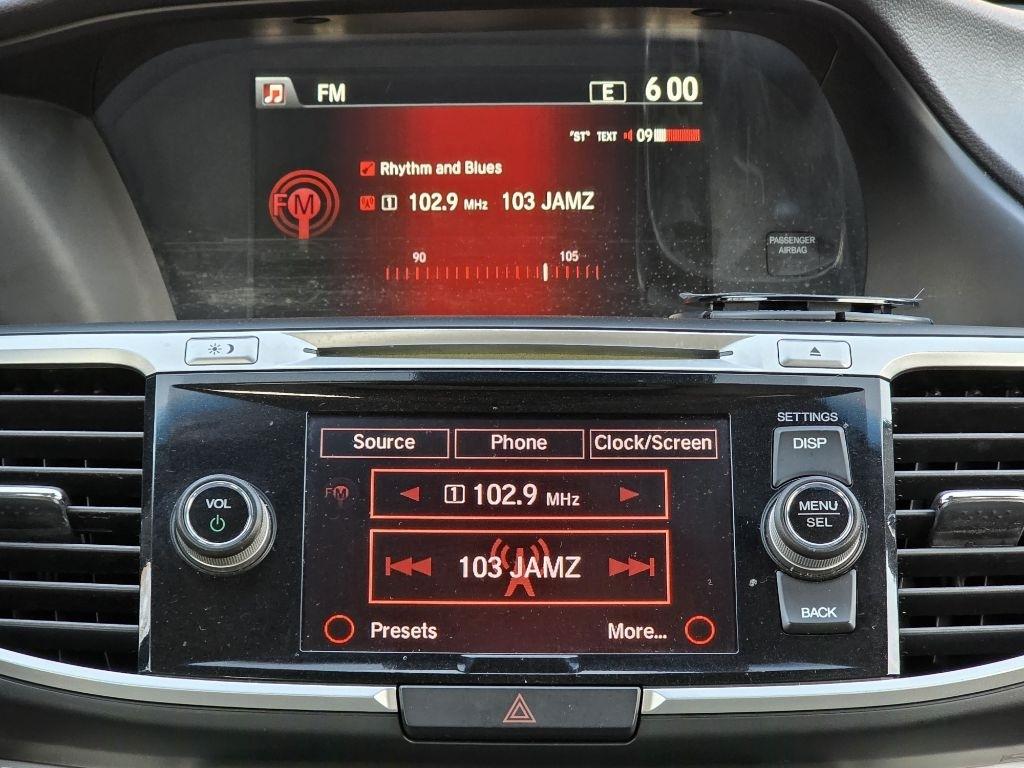 FM E 6:00
"ST" TEXT 09
Rhythm and Blues
FM 1 102.9 MHz 103 JAMZ
90 105
PASSENGER
AIRBAG
SETTINGS
Source Phone Clock/Screen
DISP
FM 1 102.9 MHz
VOL
MENU
SEL
103 JAMZ
BACK
Presets More...